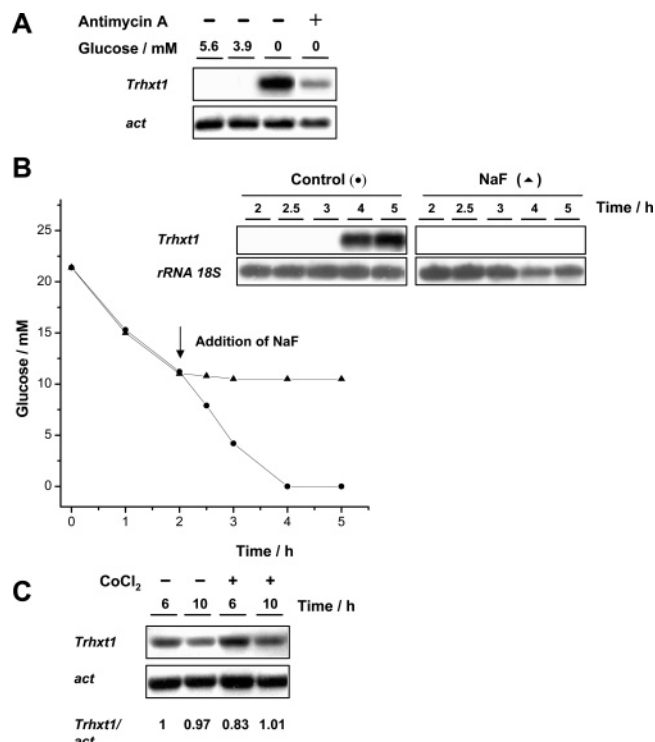 A
Antimycin A – – – +
Glucose / mM 5.6 3.9 0 0
Trhxt1
act
B
Control (●) NaF (▲)
2 2.5 3 4 5 2 2.5 3 4 5 Time / h
Trhxt1
rRNA 18S
25
20
15
10
5
0
Glucose / mM
Addition of NaF
0 1 2 3 4 5
Time / h
C
CoCl₂ – – + +
6 10 6 10 Time / h
Trhxt1
act
Trhxt1/ 1 0.97 0.83 1.01
act